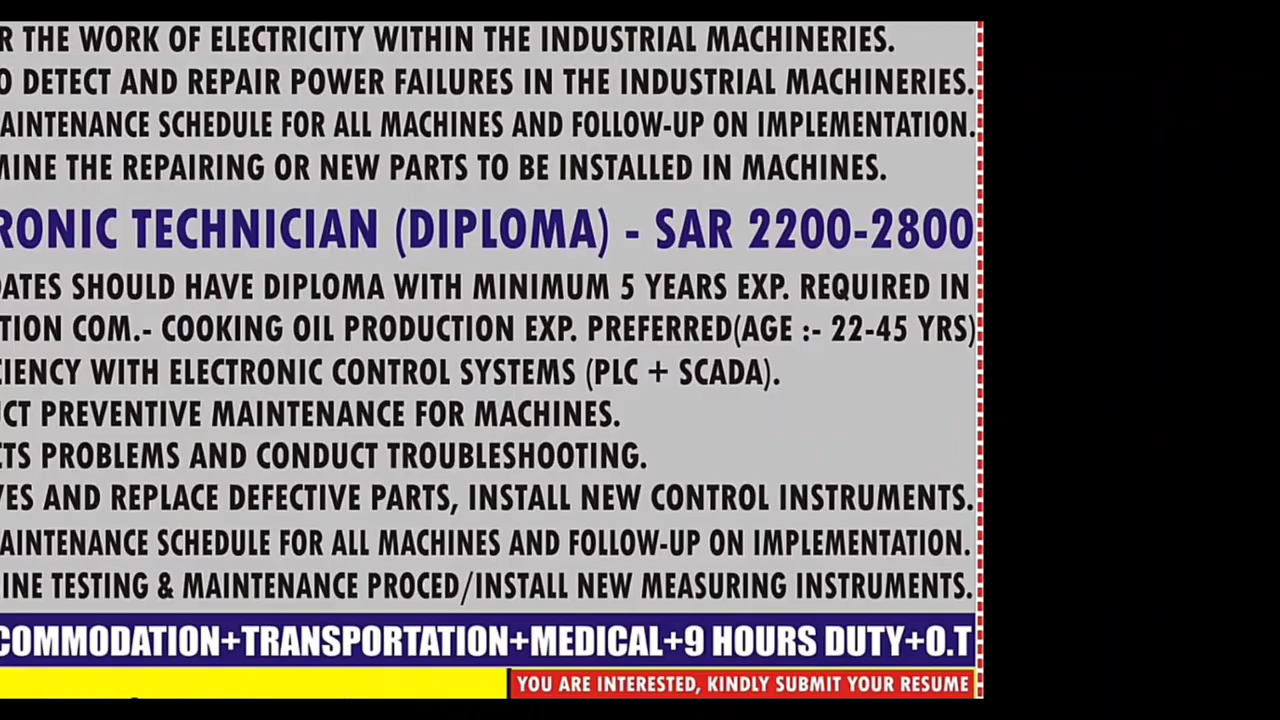 R THE WORK OF ELECTRICITY WITHIN THE INDUSTRIAL MACHINERIES.
O DETECT AND REPAIR POWER FAILURES IN THE INDUSTRIAL MACHINERIES.
AINTENANCE SCHEDULE FOR ALL MACHINES AND FOLLOW-UP ON IMPLEMENTATION.
MINE THE REPAIRING OR NEW PARTS TO BE INSTALLED IN MACHINES.
RONIC TECHNICIAN (DIPLOMA) - SAR 2200-2800
DATES SHOULD HAVE DIPLOMA WITH MINIMUM 5 YEARS EXP. REQUIRED IN
TION COM.- COOKING OIL PRODUCTION EXP. PREFERRED(AGE :- 22-45 YRS)
CIENCY WITH ELECTRONIC CONTROL SYSTEMS (PLC + SCADA).
UCT PREVENTIVE MAINTENANCE FOR MACHINES.
CTS PROBLEMS AND CONDUCT TROUBLESHOOTING.
VES AND REPLACE DEFECTIVE PARTS, INSTALL NEW CONTROL INSTRUMENTS.
AINTENANCE SCHEDULE FOR ALL MACHINES AND FOLLOW-UP ON IMPLEMENTATION.
INE TESTING & MAINTENANCE PROCED/INSTALL NEW MEASURING INSTRUMENTS.
COMMODATION+TRANSPORTATION+MEDICAL+9 HOURS DUTY+O.T
YOU ARE INTERESTED, KINDLY SUBMIT YOUR RESUME